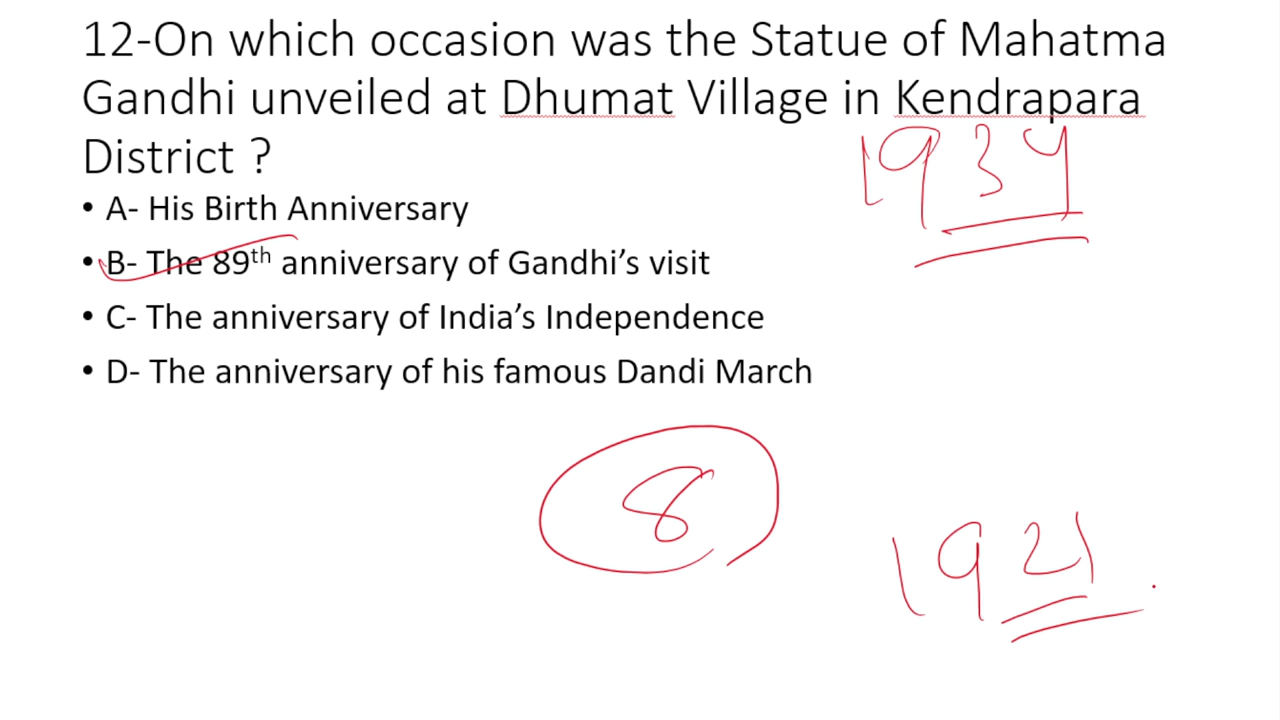 12-On which occasion was the Statue of Mahatma
Gandhi unveiled at Dhumat Village in Kendrapara
District ?
1934
• A- His Birth Anniversary
• B- The 89th anniversary of Gandhi’s visit
• C- The anniversary of India’s Independence
• D- The anniversary of his famous Dandi March
8
1921